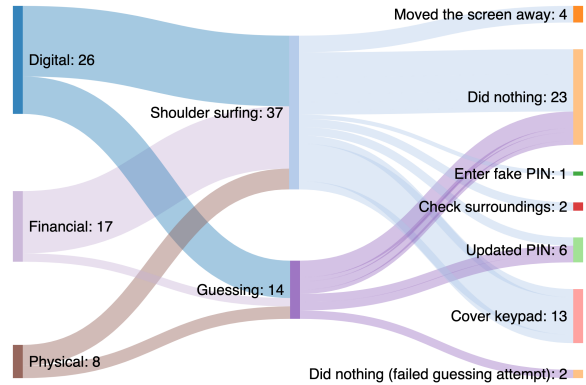 Moved the screen away: 4
Digital: 26
Did nothing: 23
Shoulder surfing: 37
Enter fake PIN: 1
Check surroundings: 2
Financial: 17
Updated PIN: 6
Guessing: 14
Cover keypad: 13
Physical: 8
Did nothing (failed guessing attempt): 2